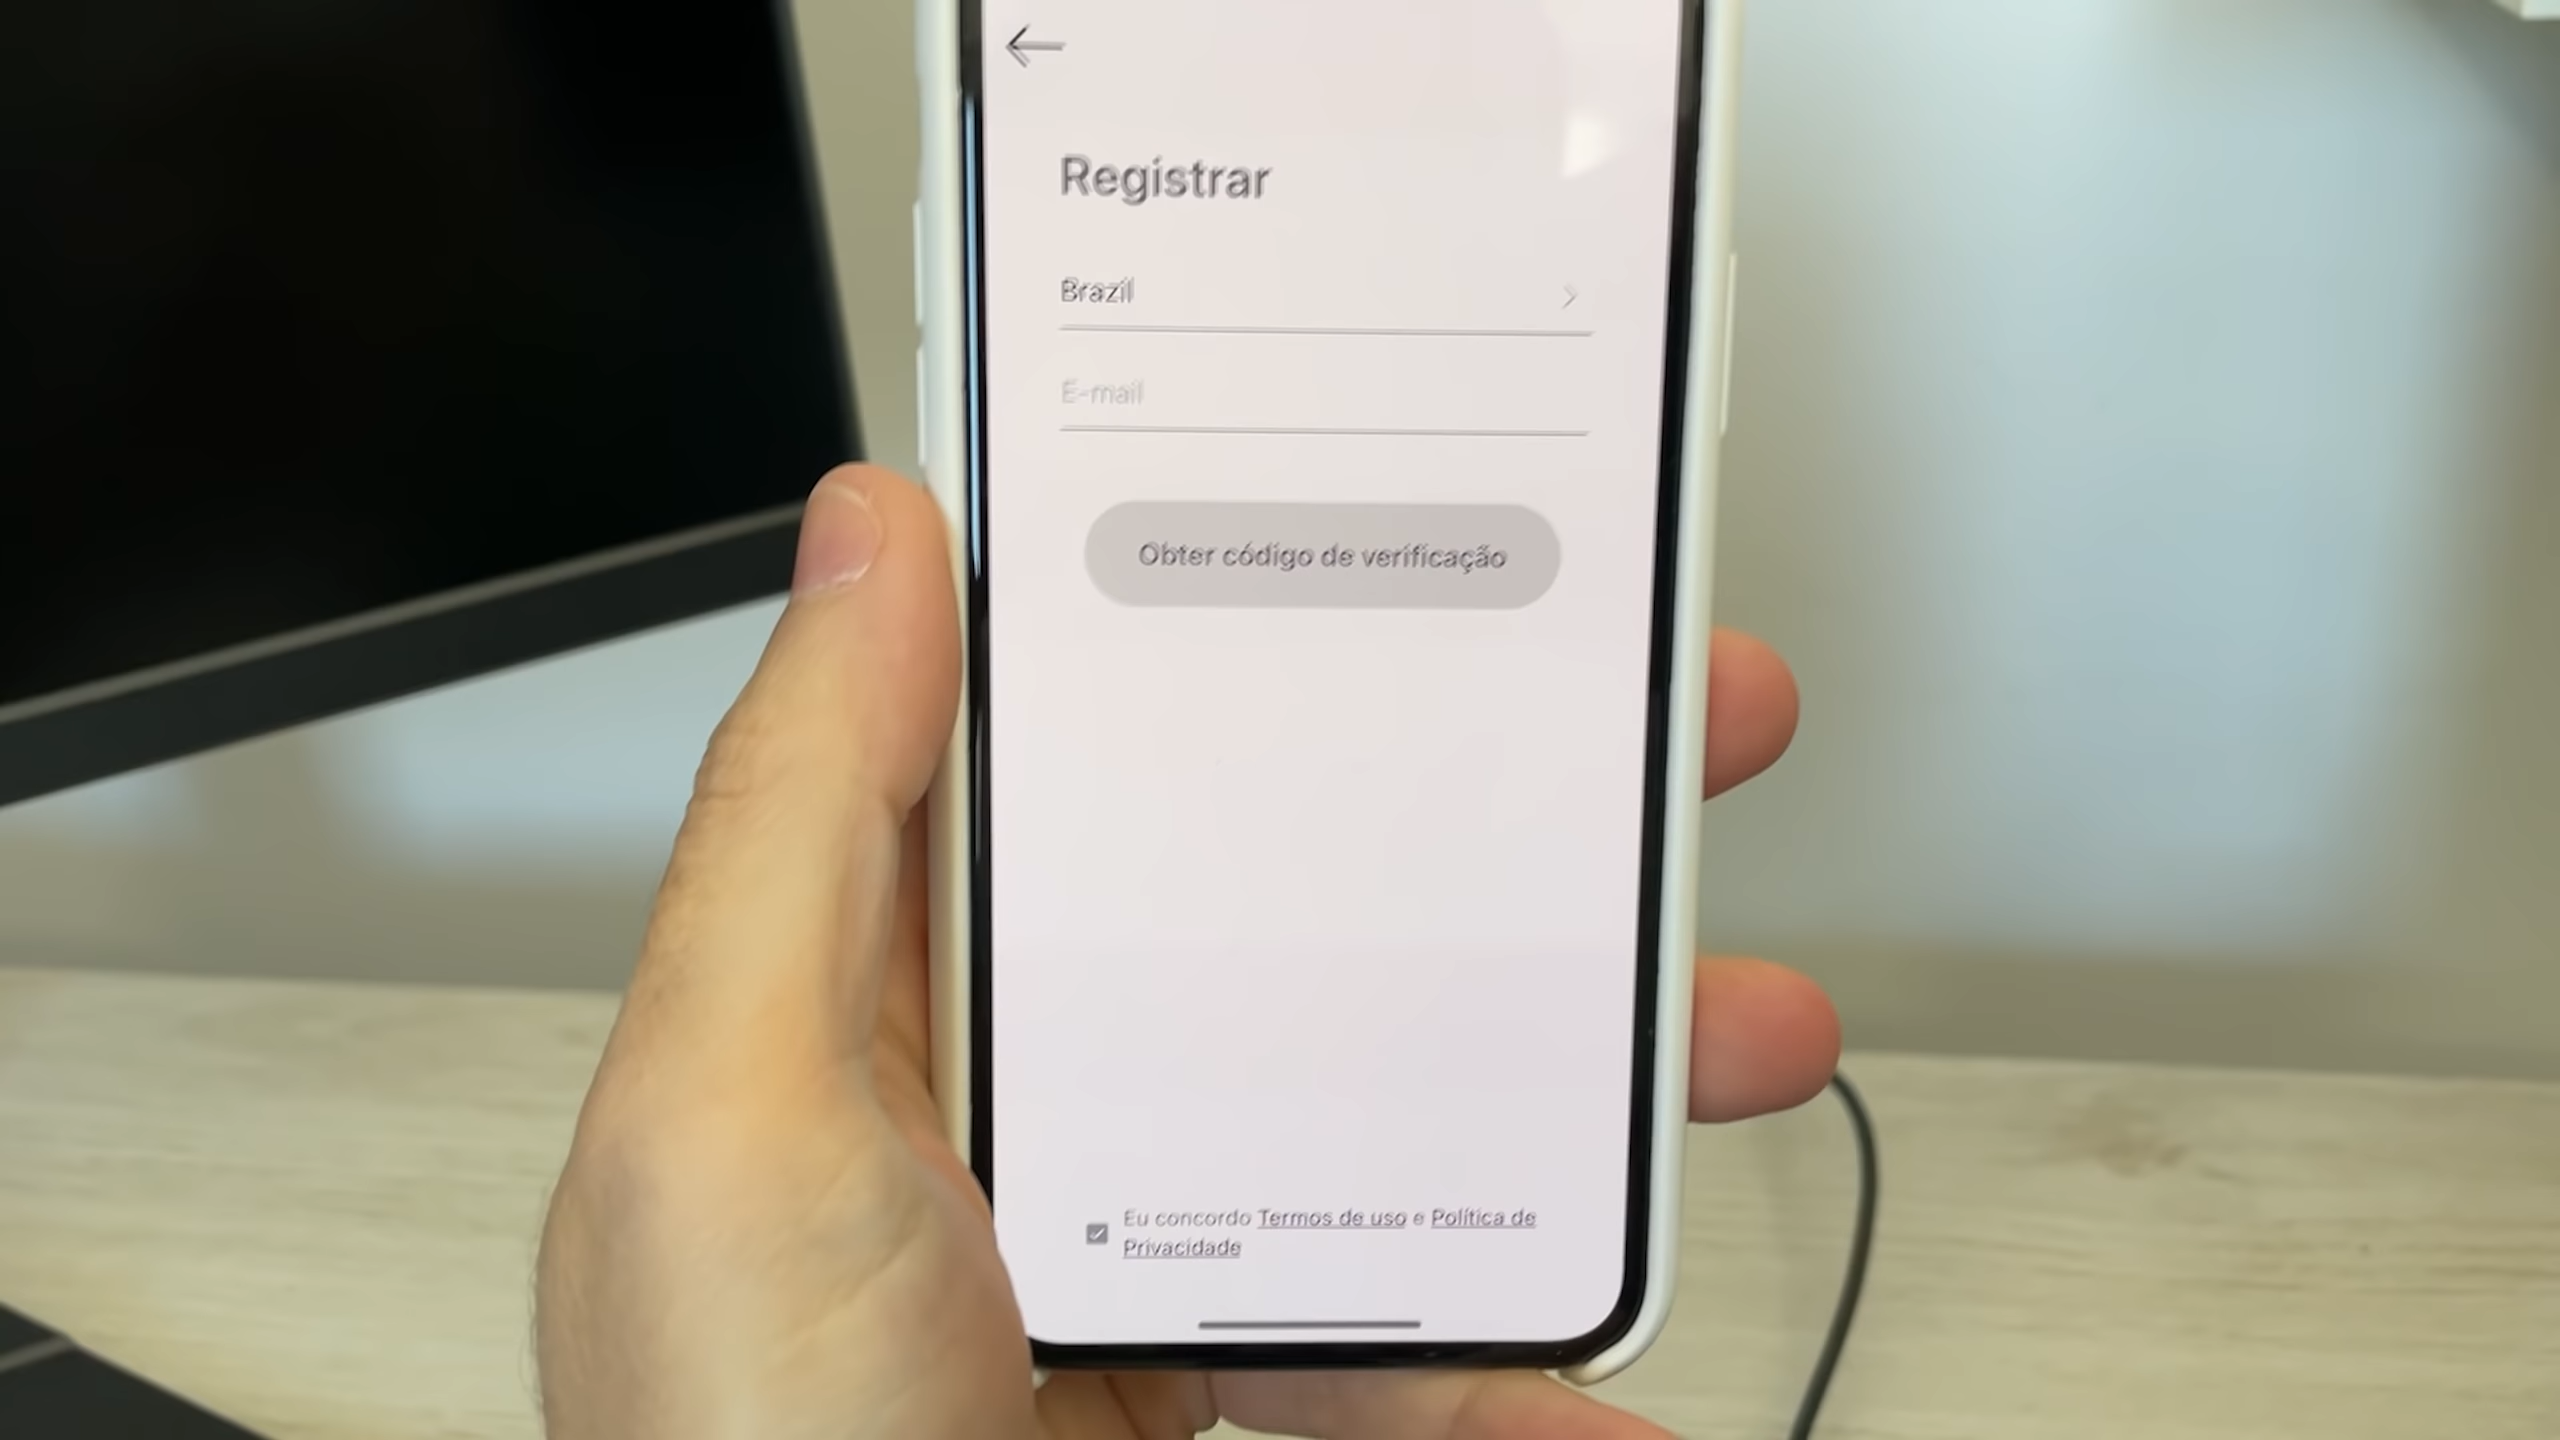 Registrar
Brazil
E-mail
Obter código de verificação
Eu concordo Termos de uso e Política de
Privacidade